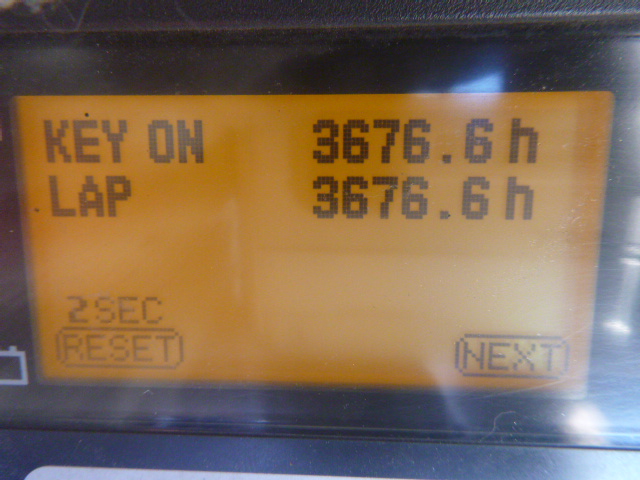 KEY ON 3676.6 h
LAP 3676.6 h
2SEC
RESET NEXT